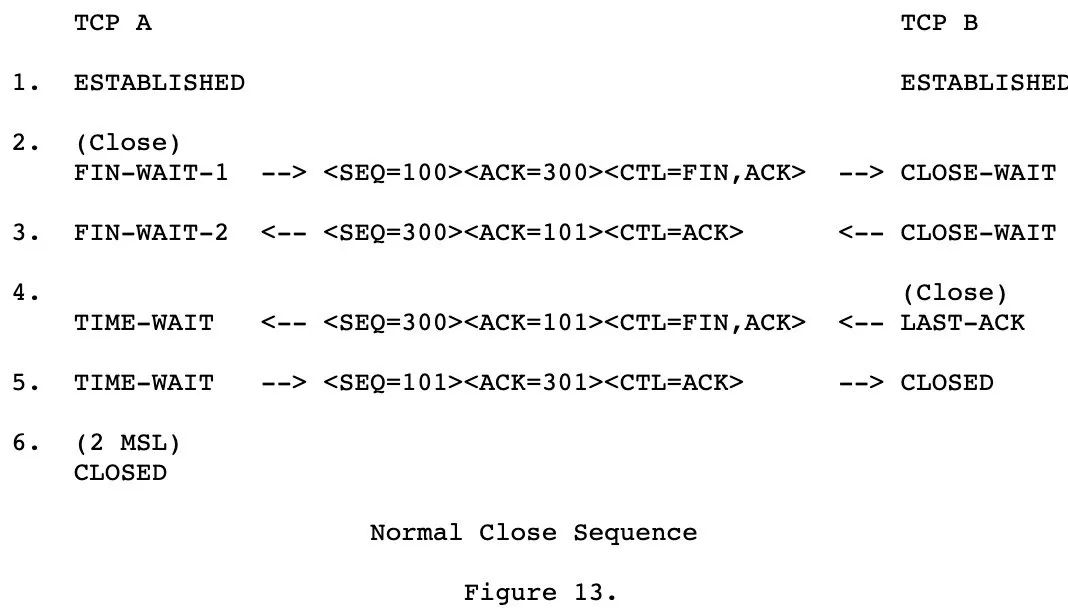 TCP A                                                TCP B
1.  ESTABLISHED                                          ESTABLISHED
2.  (Close)
    FIN-WAIT-1  --> <SEQ=100><ACK=300><CTL=FIN,ACK>  --> CLOSE-WAIT
3.  FIN-WAIT-2  <-- <SEQ=300><ACK=101><CTL=ACK>      <-- CLOSE-WAIT
4.                                                       (Close)
    TIME-WAIT   <-- <SEQ=300><ACK=101><CTL=FIN,ACK>  <-- LAST-ACK
5.  TIME-WAIT   --> <SEQ=101><ACK=301><CTL=ACK>      --> CLOSED
6.  (2 MSL)
    CLOSED
Normal Close Sequence
Figure 13.